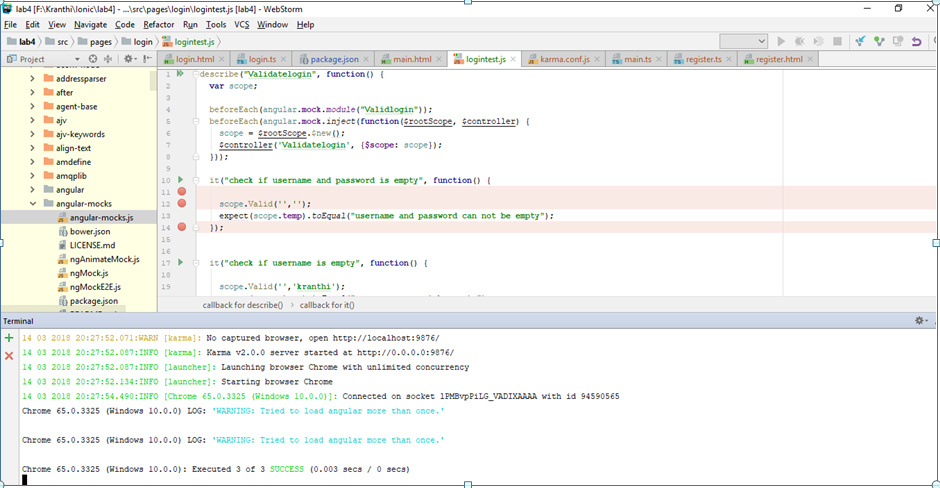 lab4 [F:\Kranthi\Ionic\lab4] - ...\src\pages\login\logintest.js [lab4] - WebStorm
File Edit View Navigate Code Refactor Run Tools VCS Window Help
lab4 src pages login logintest.js
Project login.html login.ts package.json main.html logintest.js karma.conf.js main.ts register.ts register.html
addressparser
after
agent-base
ajv
ajv-keywords
align-text
amdefine
amqplib
angular
angular-mocks
angular-mocks.js
bower.json
LICENSE.md
ngAnimateMock.js
ngMock.js
ngMockE2E.js
package.json
1 describe("Validatelogin", function() {
2 var scope;
3
4 beforeEach(angular.mock.module("Validlogin"));
5 beforeEach(angular.mock.inject(function($rootScope, $controller) {
6 scope = $rootScope.$new();
7 $controller('Validatelogin', {$scope: scope});
8 }));
9
10 it("check if username and password is empty", function() {
11
12 scope.Valid('','');
13 expect(scope.temp).toEqual("username and password can not be empty");
14 });
15
16
17 it("check if username is empty", function() {
18
19 scope.Valid('','kranthi');
callback for describe() callback for it()
Terminal
14 03 2018 20:27:52.071:WARN [karma]: No captured browser, open http://localhost:9876/
14 03 2018 20:27:52.087:INFO [karma]: Karma v2.0.0 server started at http://0.0.0.0:9876/
14 03 2018 20:27:52.087:INFO [launcher]: Launching browser Chrome with unlimited concurrency
14 03 2018 20:27:52.134:INFO [launcher]: Starting browser Chrome
14 03 2018 20:27:54.490:INFO [Chrome 65.0.3325 (Windows 10.0.0)]: Connected on socket lPMBvpPiLG_VADIXAAAA with id 94590565
Chrome 65.0.3325 (Windows 10.0.0) LOG: 'WARNING: Tried to load angular more than once.'
Chrome 65.0.3325 (Windows 10.0.0) LOG: 'WARNING: Tried to load angular more than once.'
Chrome 65.0.3325 (Windows 10.0.0): Executed 3 of 3 SUCCESS (0.003 secs / 0 secs)